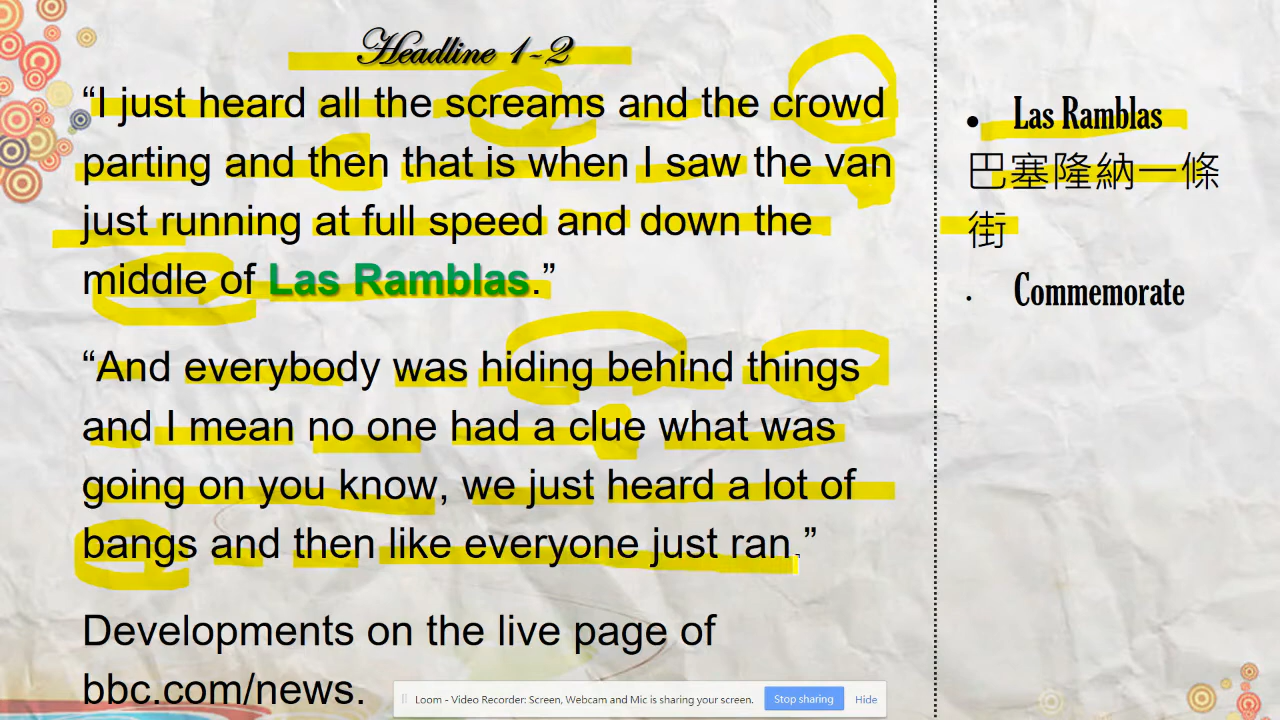 Headline 1-2
“I just heard all the screams and the crowd
parting and then that is when I saw the van
just running at full speed and down the
middle of Las Ramblas.”
“And everybody was hiding behind things
and I mean no one had a clue what was
going on you know, we just heard a lot of
bangs and then like everyone just ran.”
Developments on the live page of
bbc.com/news.
• Las Ramblas
巴塞隆納一條
街
• Commemorate
Loom - Video Recorder: Screen, Webcam and Mic is sharing your screen. Stop sharing Hide